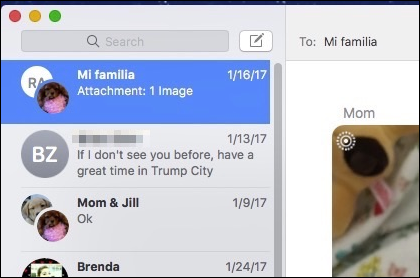 Search
To: Mi familia
RA
Mi familia 1/16/17
Attachment: 1 Image
Mom
BZ
1/13/17
If I don't see you before, have a
great time in Trump City
Mom & Jill 1/9/17
Ok
Brenda 1/24/17